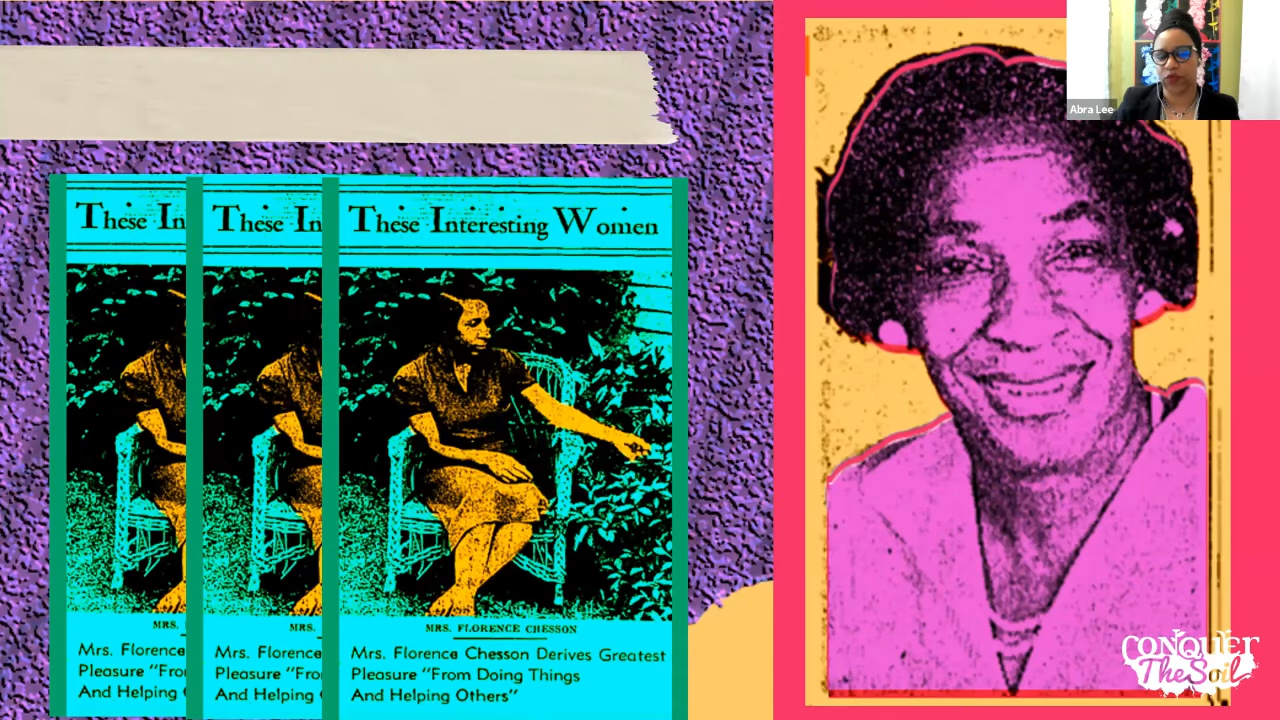 Abra Lee
These In
These In
These Interesting Women
MRS.
MRS.
MRS. FLORENCE CHESSON
Mrs. Florence
Pleasure "From
And Helping
Mrs. Florence
Pleasure "From
And Helping
Mrs. Florence Chesson Derives Greatest
Pleasure "From Doing Things
And Helping Others"
CONQUER
The Soil